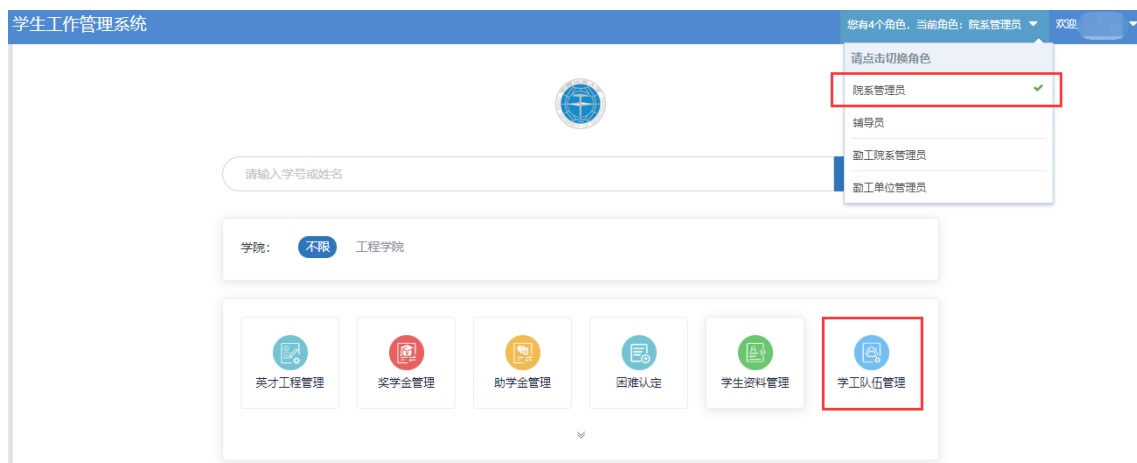 学生工作管理系统
您有4个角色，当前角色：院系管理员
欢迎
请点击切换角色
院系管理员
辅导员
勤工院系管理员
勤工单位管理员
请输入学号或姓名
学院： 不限 工程学院
英才工程管理 奖学金管理 助学金管理 困难认定 学生资料管理 学工队伍管理